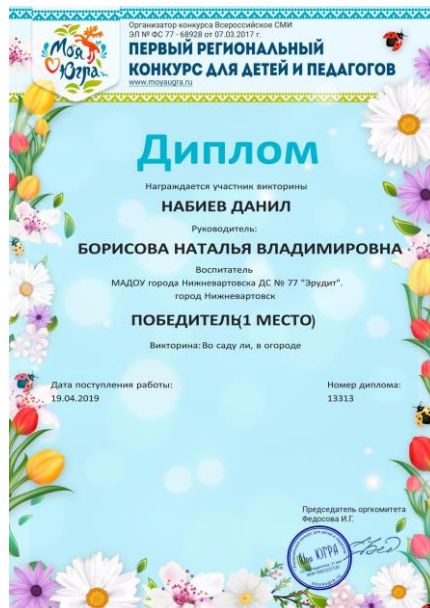 Моя
Югра
Организатор конкурса Всероссийское СМИ
ЭЛ № ФС 77 - 68928 от 07.03.2017 г.
ПЕРВЫЙ РЕГИОНАЛЬНЫЙ
КОНКУРС ДЛЯ ДЕТЕЙ И ПЕДАГОГОВ
www.moyaugra.ru
Диплом
Награждается участник викторины
НАБИЕВ ДАНИЛ
Руководитель:
БОРИСОВА НАТАЛЬЯ ВЛАДИМИРОВНА
Воспитатель
МАДОУ города Нижневартовска ДС № 77 "Эрудит".
город Нижневартовск
ПОБЕДИТЕЛЬ(1 МЕСТО)
Викторина: Во саду ли, в огороде
Дата поступления работы:
19.04.2019
Номер диплома:
13313
Председатель оргкомитета
Федосова И.Г.
ЮГРА